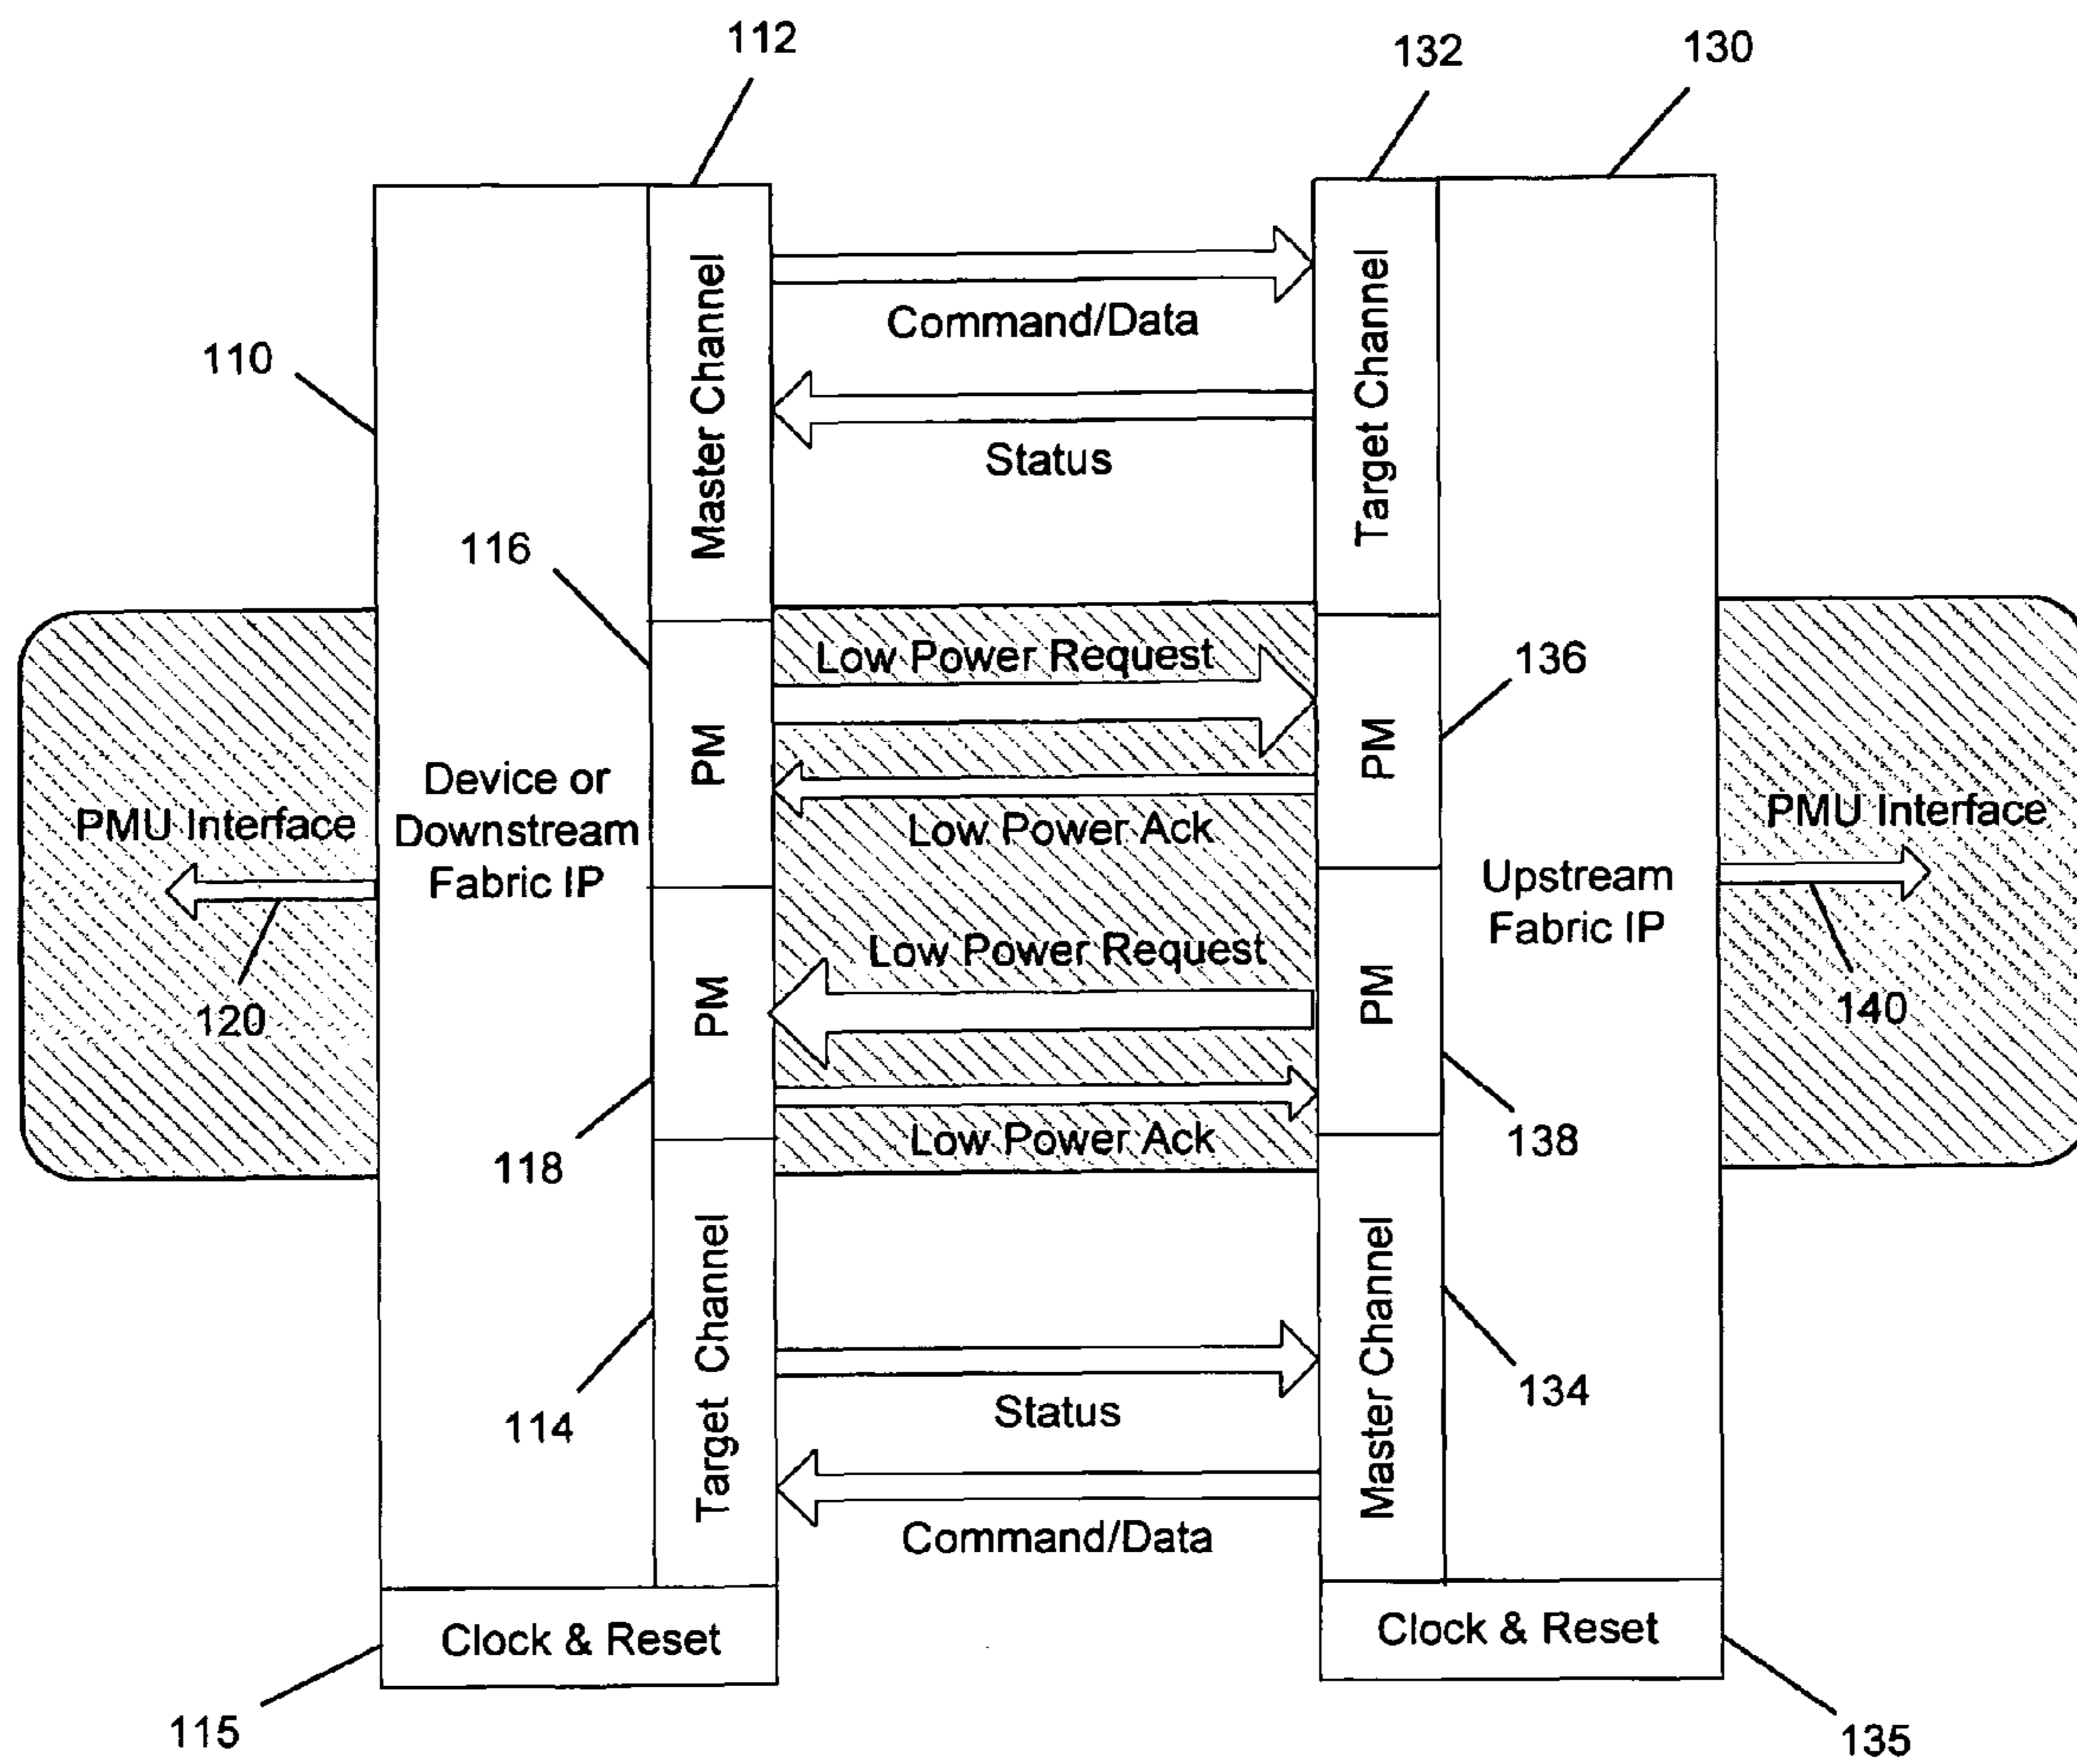 112
132
130
Master Channel
Target Channel
Command/Data
110
Status
116
Low Power Request
136
PM
PM
Device or
Downstream
Fabric IP
PMU Interface
PMU Interface
Low Power Ack
Upstream
Fabric IP
Low Power Request
120
PM
PM
140
118
Low Power Ack
138
Target Channel
Master Channel
114
Status
134
Command/Data
Clock & Reset
Clock & Reset
115
135